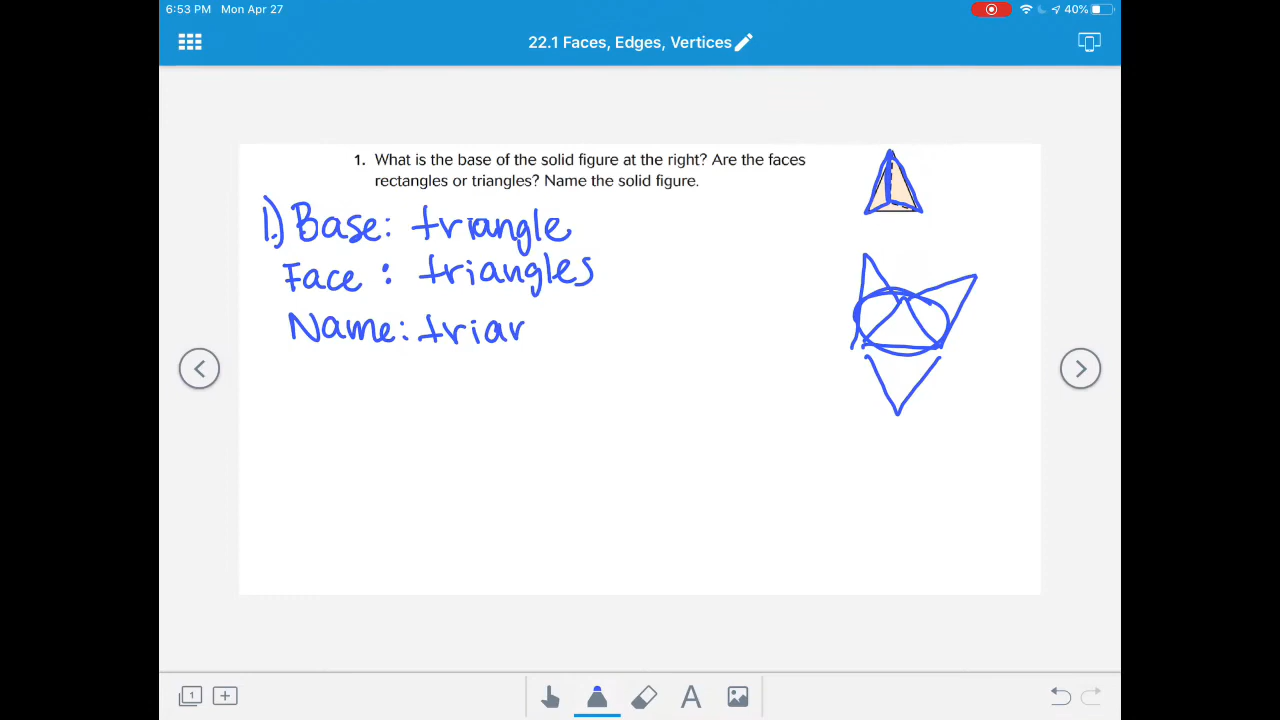 6:53 PM Mon Apr 27
40%
22.1 Faces, Edges, Vertices
1. What is the base of the solid figure at the right? Are the faces
rectangles or triangles? Name the solid figure.
1.) Base: triangle
Face : triangles
Name: triar
1
A